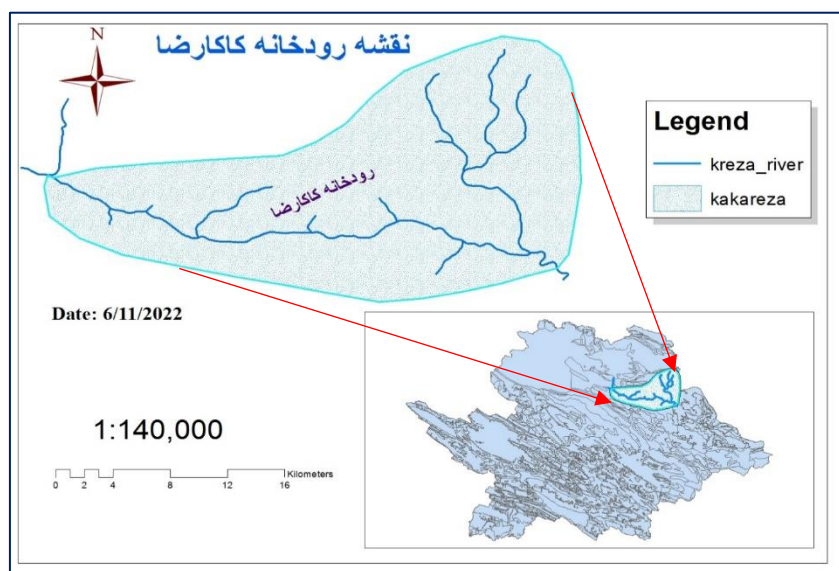 N
نقشه رودخانه کاکارضا
رودخانه کاکارضا
Legend
kreza_river
kakareza
Date: 6/11/2022
1:140,000
Kilometers
0 2 4 8 12 16